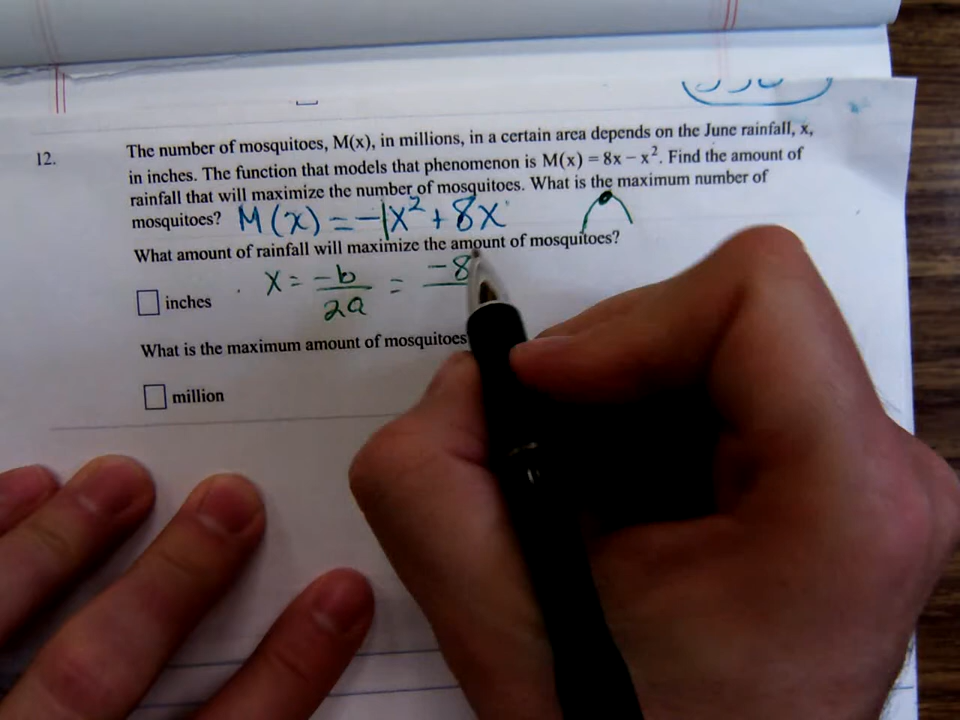 12.
The number of mosquitoes, M(x), in millions, in a certain area depends on the June rainfall, x,
in inches. The function that models that phenomenon is M(x) = 8x − x². Find the amount of
rainfall that will maximize the number of mosquitoes. What is the maximum number of
mosquitoes? M(x) = -1x² + 8x
What amount of rainfall will maximize the amount of mosquitoes?
x = -b/2a = -8
inches
What is the maximum amount of mosquitoes
million